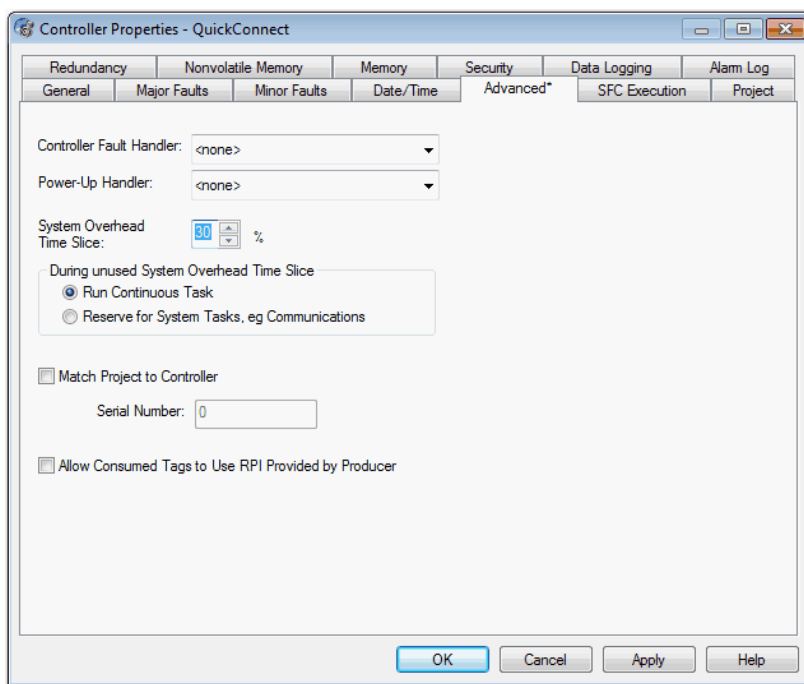 Controller Properties - QuickConnect
Redundancy Nonvolatile Memory Memory Security Data Logging Alarm Log
General Major Faults Minor Faults Date/Time Advanced* SFC Execution Project
Controller Fault Handler: <none>
Power-Up Handler: <none>
System Overhead
Time Slice: 30 %
During unused System Overhead Time Slice
Run Continuous Task
Reserve for System Tasks, eg Communications
Match Project to Controller
Serial Number: 0
Allow Consumed Tags to Use RPI Provided by Producer
OK Cancel Apply Help